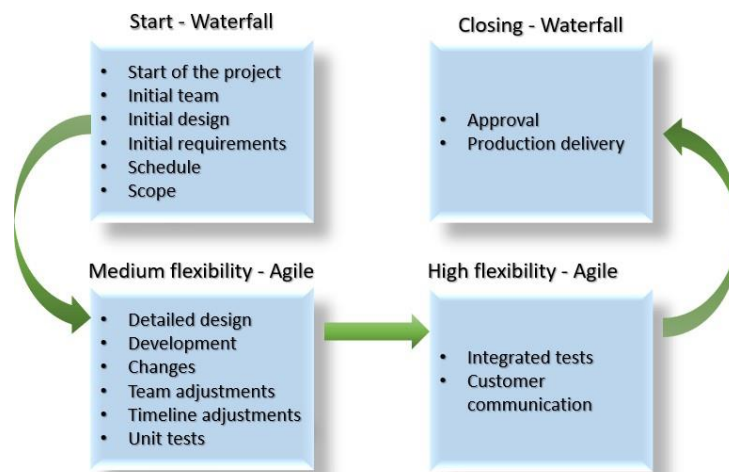 Start - Waterfall
• Start of the project
• Initial team
• Initial design
• Initial requirements
• Schedule
• Scope
Closing - Waterfall
• Approval
• Production delivery
Medium flexibility - Agile
• Detailed design
• Development
• Changes
• Team adjustments
• Timeline adjustments
• Unit tests
High flexibility - Agile
• Integrated tests
• Customer
communication